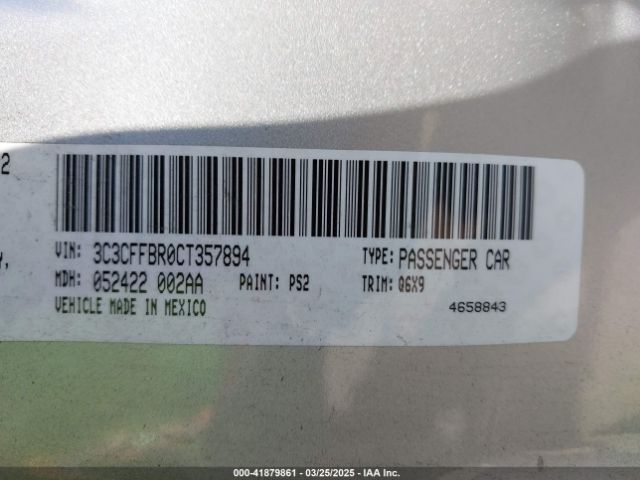 2
Y,
VIN: 3C3CFFBR0CT357894 TYPE: PASSENGER CAR
MDH: 052422 002AA PAINT: PS2 TRIM: Q6X9
VEHICLE MADE IN MEXICO 4658843
000-41879861 | 03/25/2025 | IAA Inc.